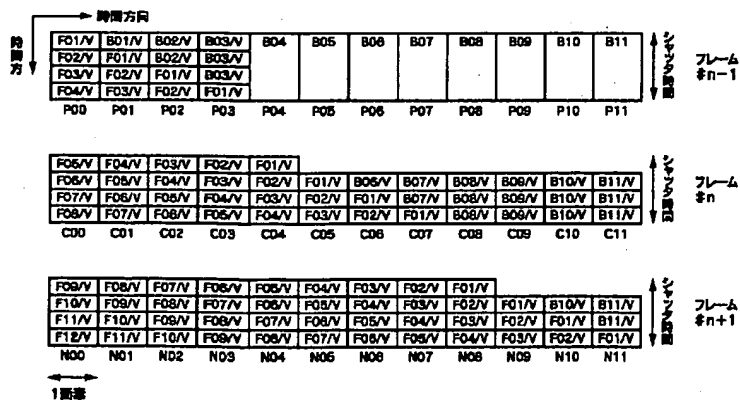 時間方向
時間方
F01/V B01/V B02/V B03/V B04 B05 B06 B07 B08 B09 B10 B11
F02/V F01/V B02/V B03/V
F03/V F02/V F01/V B03/V
F04/V F03/V F02/V F01/V
P00 P01 P02 P03 P04 P05 P06 P07 P08 P09 P10 P11
シャッタ時間
フレーム
#n-1
F05/V F04/V F03/V F02/V F01/V
F06/V F05/V F04/V F03/V F02/V F01/V B06/V B07/V B08/V B09/V B10/V B11/V
F07/V F06/V F05/V F04/V F03/V F02/V F01/V B07/V B08/V B09/V B10/V B11/V
F08/V F07/V F06/V F05/V F04/V F03/V F02/V F01/V B08/V B09/V B10/V B11/V
C00 C01 C02 C03 C04 C05 C06 C07 C08 C09 C10 C11
シャッタ時間
フレーム
#n
F09/V F08/V F07/V F06/V F05/V F04/V F03/V F02/V F01/V
F10/V F09/V F08/V F07/V F06/V F05/V F04/V F03/V F02/V F01/V B10/V B11/V
F11/V F10/V F09/V F08/V F07/V F06/V F05/V F04/V F03/V F02/V F01/V B11/V
F12/V F11/V F10/V F09/V F08/V F07/V F06/V F05/V F04/V F03/V F02/V F01/V
N00 N01 N02 N03 N04 N05 N06 N07 N08 N09 N10 N11
シャッタ時間
フレーム
#n+1
1画素